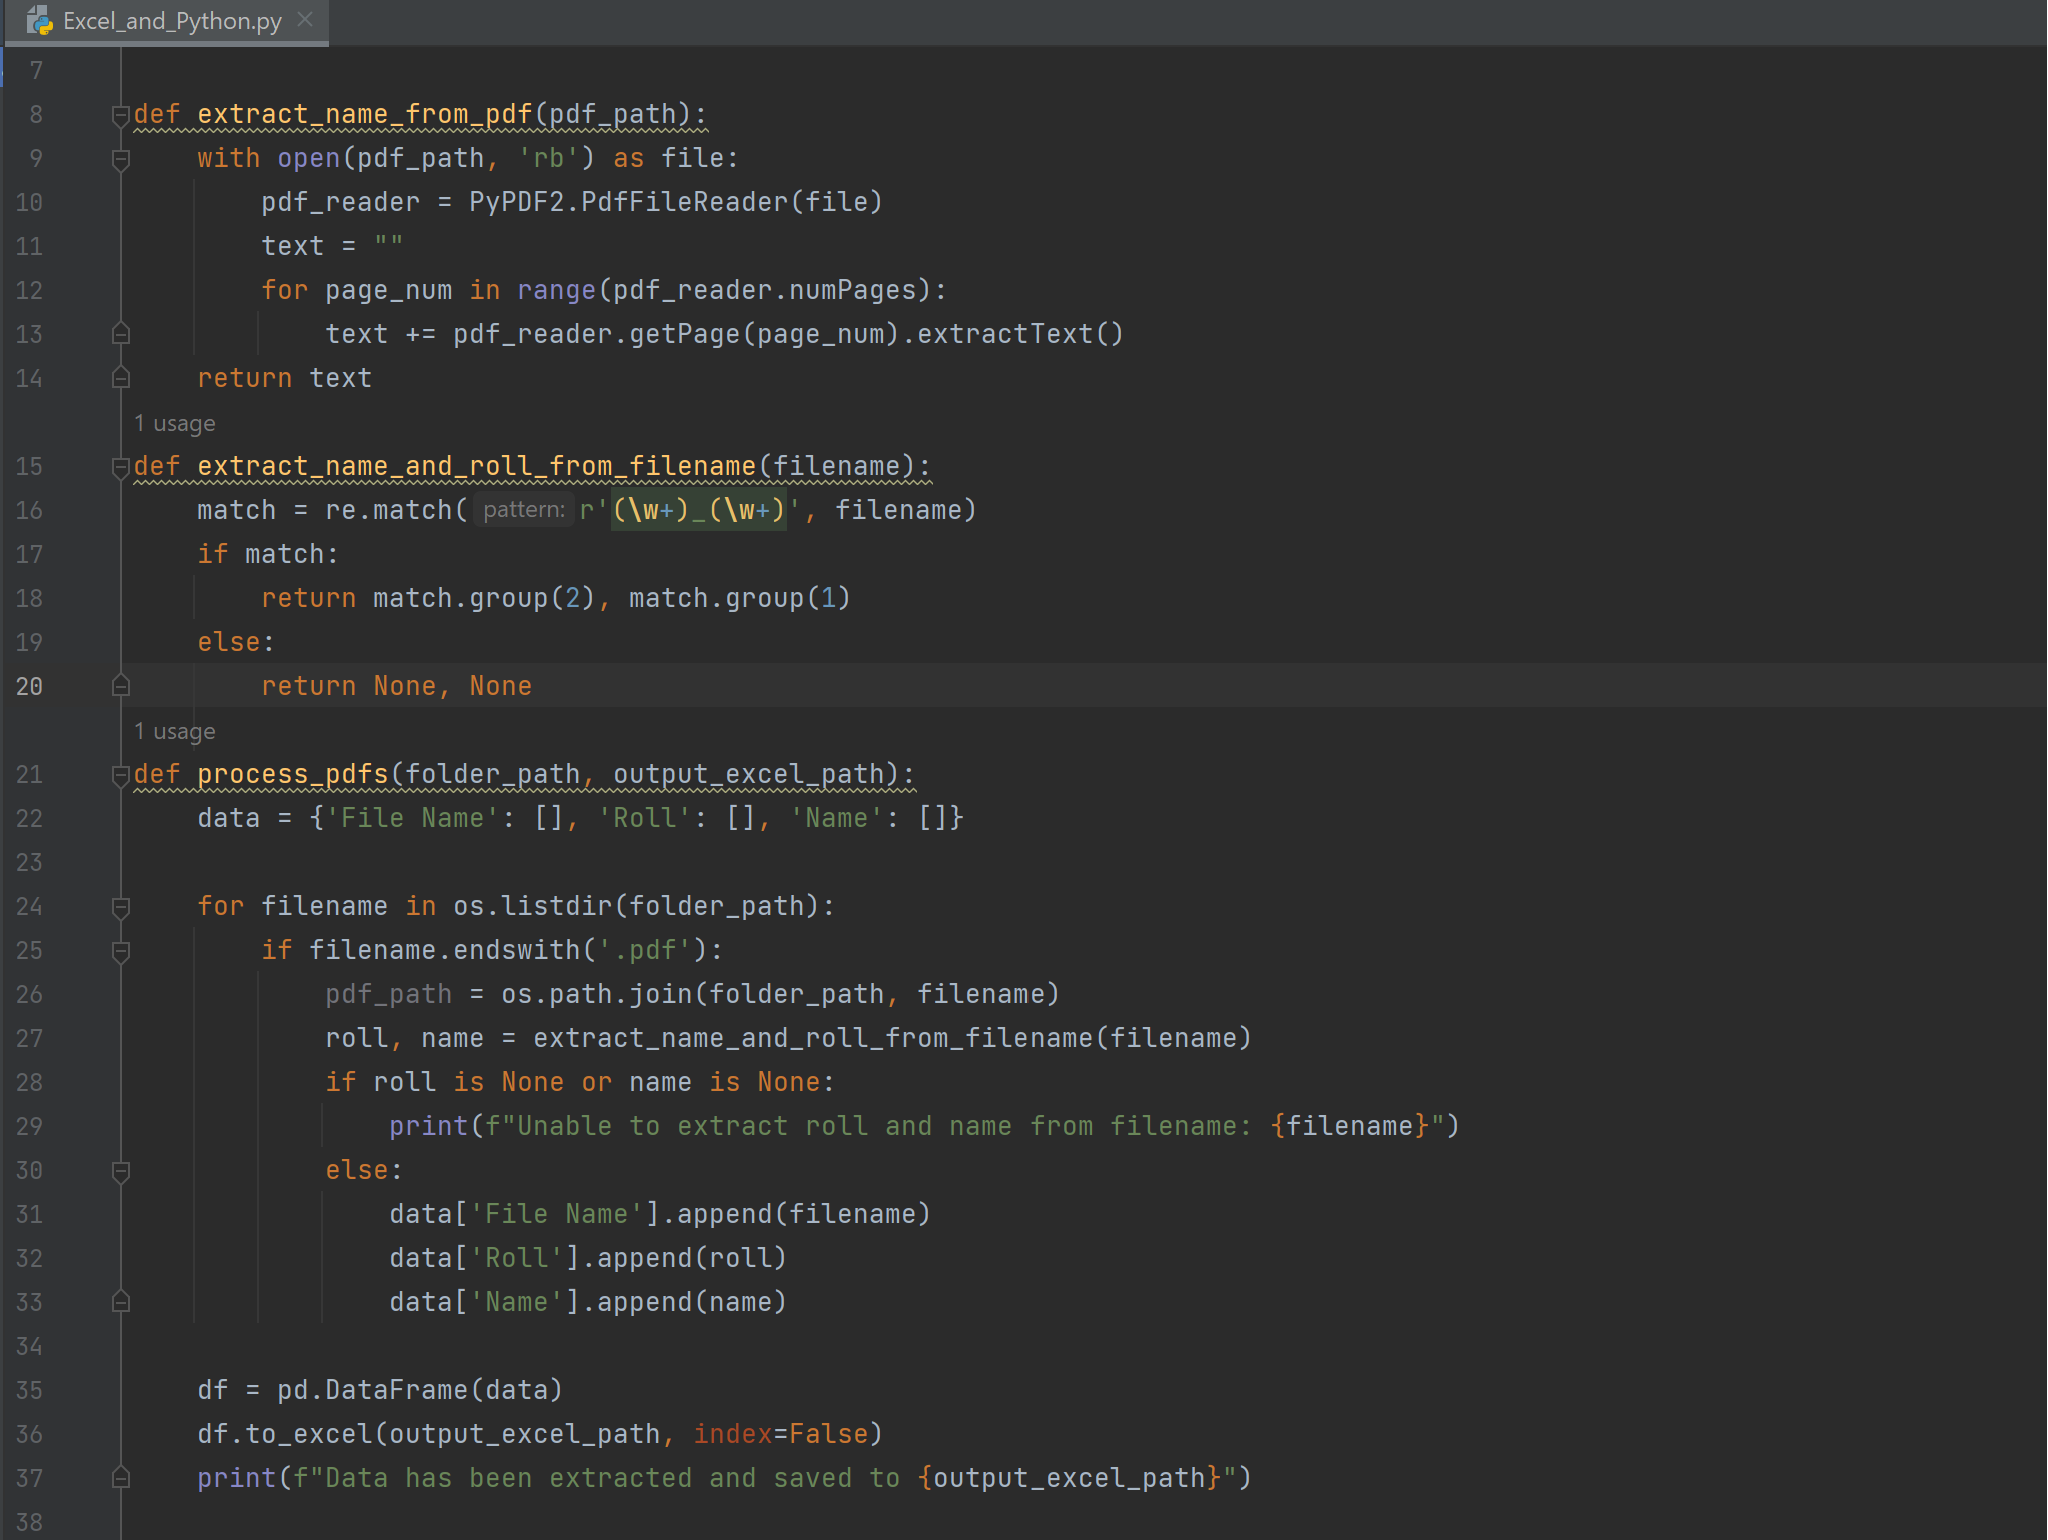 Excel_and_Python.py
7
8 def extract_name_from_pdf(pdf_path):
9     with open(pdf_path, 'rb') as file:
10         pdf_reader = PyPDF2.PdfFileReader(file)
11         text = ""
12         for page_num in range(pdf_reader.numPages):
13             text += pdf_reader.getPage(page_num).extractText()
14     return text
1 usage
15 def extract_name_and_roll_from_filename(filename):
16     match = re.match( pattern: r'(\w+)_(\w+)', filename)
17     if match:
18         return match.group(2), match.group(1)
19     else:
20         return None, None
1 usage
21 def process_pdfs(folder_path, output_excel_path):
22     data = {'File Name': [], 'Roll': [], 'Name': []}
23
24     for filename in os.listdir(folder_path):
25         if filename.endswith('.pdf'):
26             pdf_path = os.path.join(folder_path, filename)
27             roll, name = extract_name_and_roll_from_filename(filename)
28             if roll is None or name is None:
29                 print(f"Unable to extract roll and name from filename: {filename}")
30             else:
31                 data['File Name'].append(filename)
32                 data['Roll'].append(roll)
33                 data['Name'].append(name)
34
35     df = pd.DataFrame(data)
36     df.to_excel(output_excel_path, index=False)
37     print(f"Data has been extracted and saved to {output_excel_path}")
38